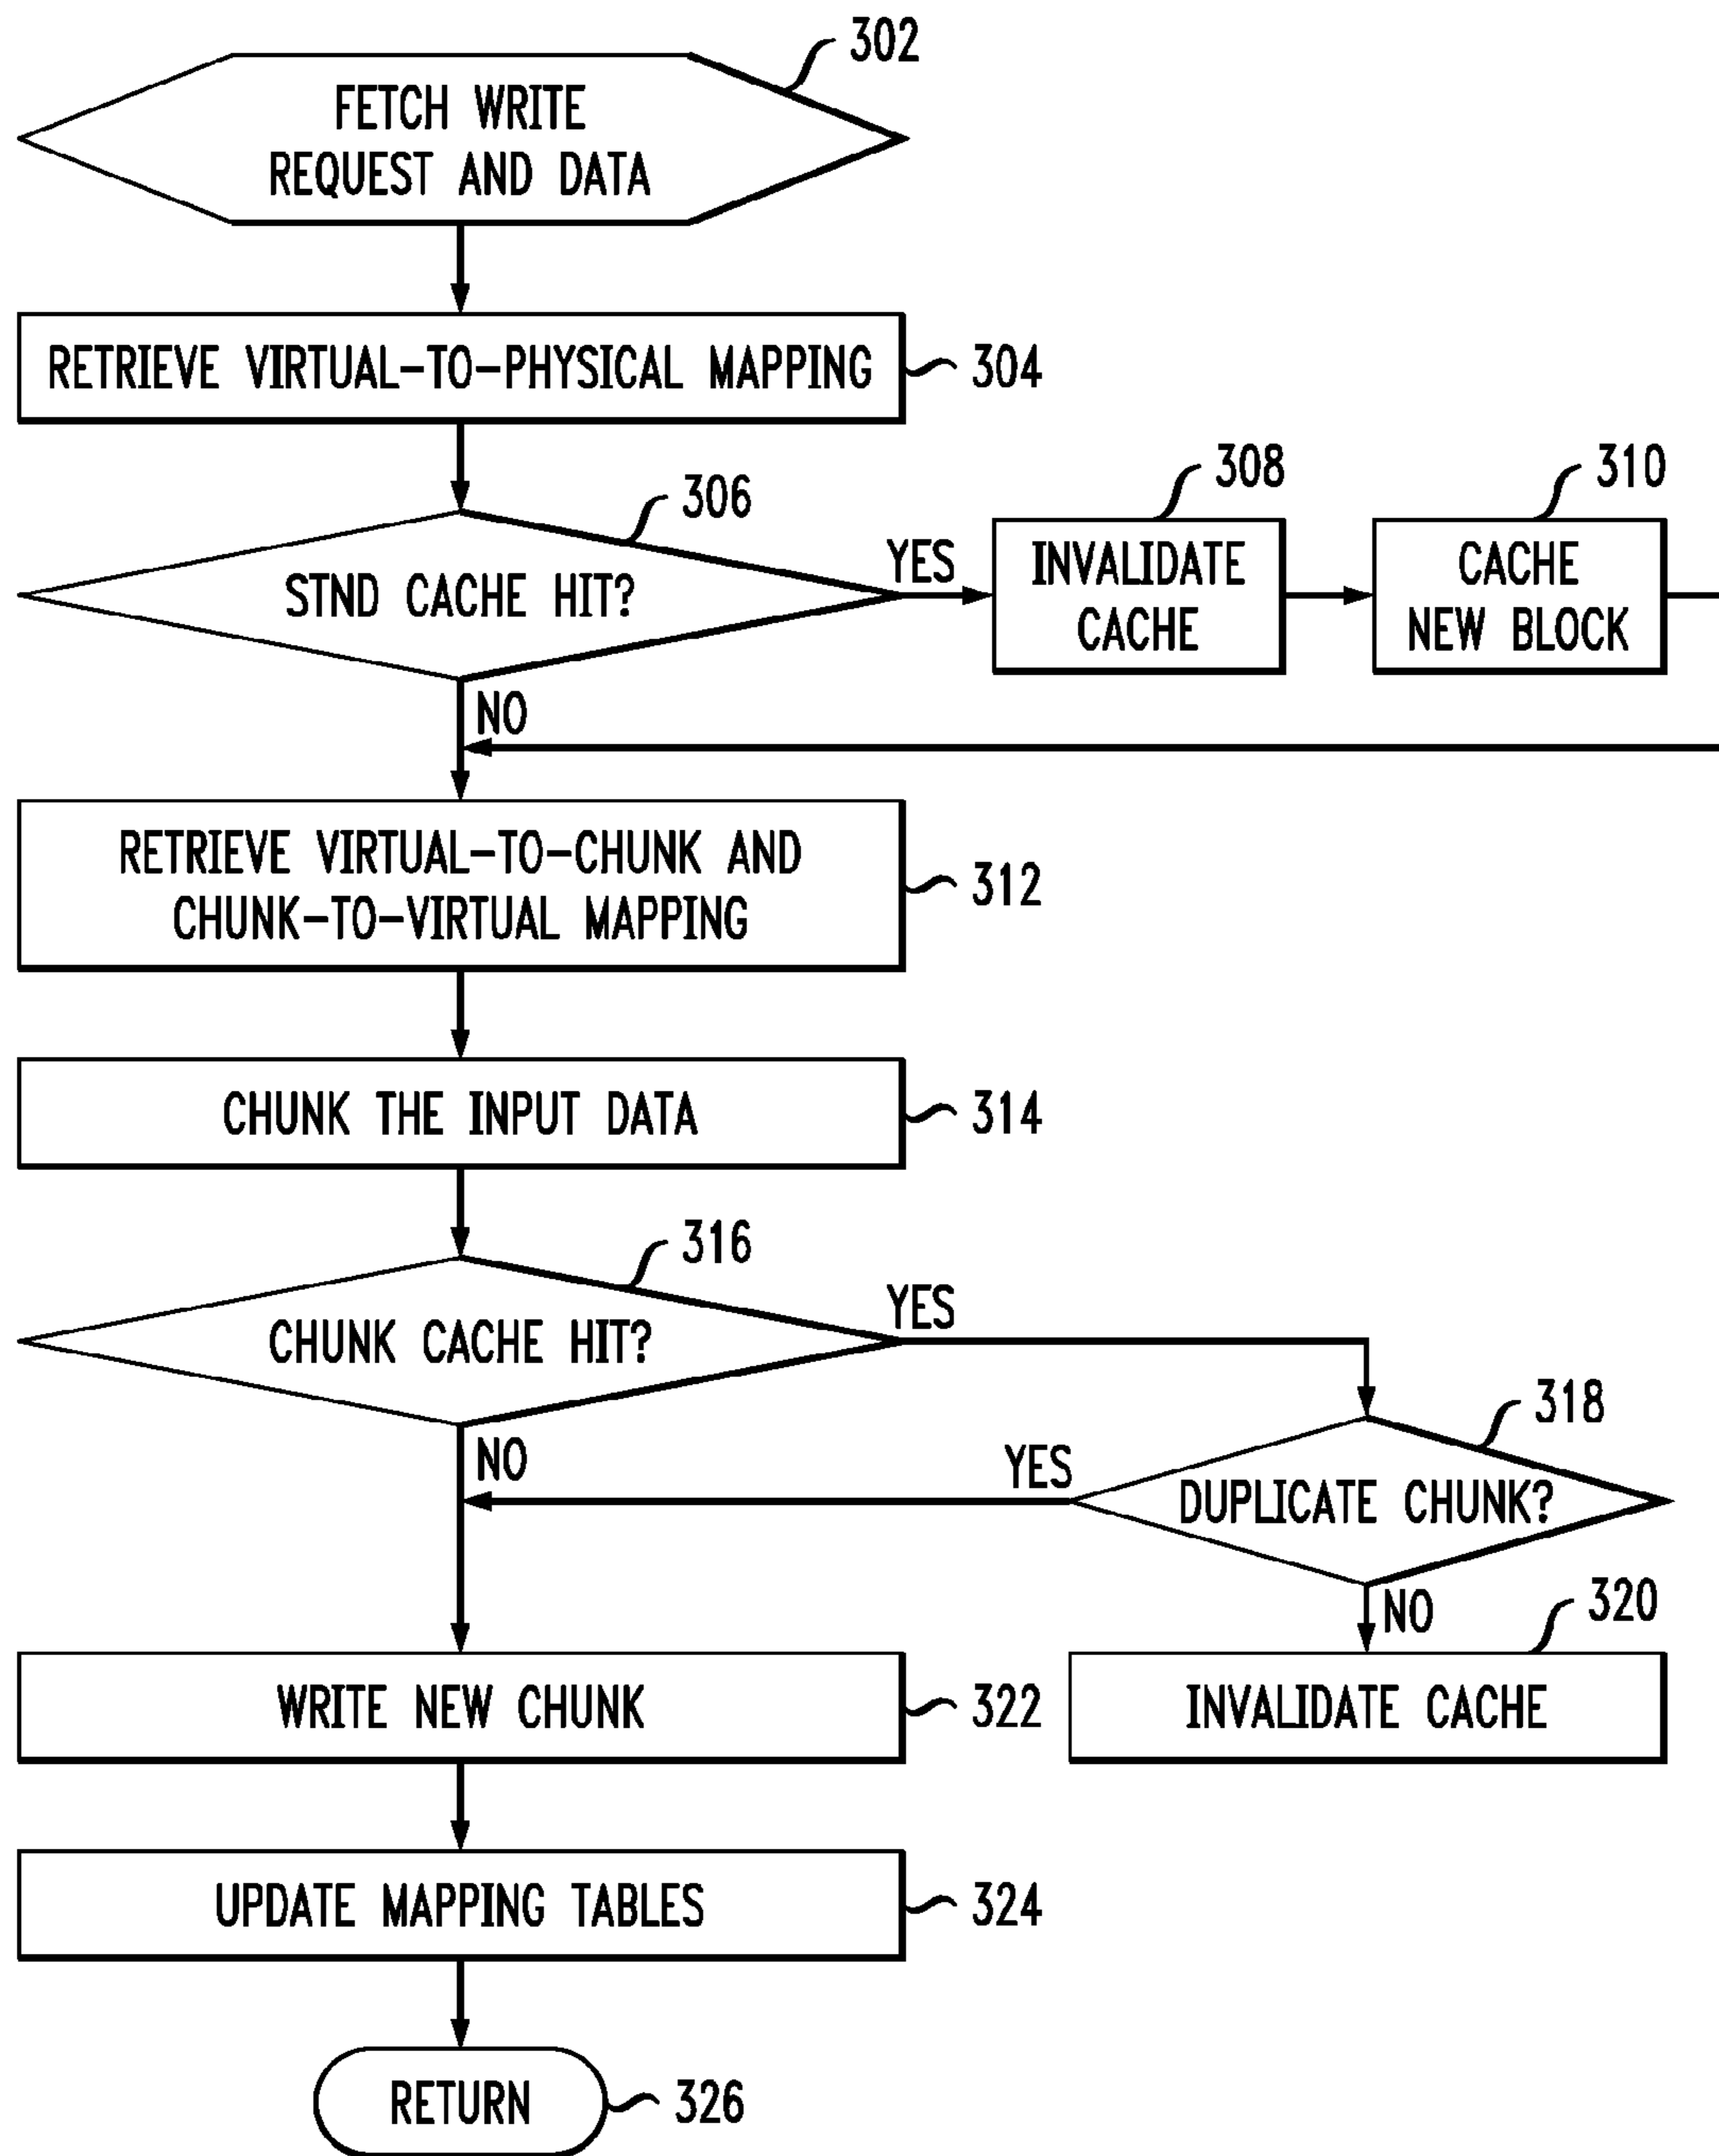 302
FETCH WRITE
REQUEST AND DATA
RETRIEVE VIRTUAL-TO-PHYSICAL MAPPING
304
306
STND CACHE HIT?
YES
308
INVALIDATE
CACHE
310
CACHE
NEW BLOCK
NO
RETRIEVE VIRTUAL-TO-CHUNK AND
CHUNK-TO-VIRTUAL MAPPING
312
CHUNK THE INPUT DATA
314
316
CHUNK CACHE HIT?
YES
318
DUPLICATE CHUNK?
YES
NO
NO
320
INVALIDATE CACHE
WRITE NEW CHUNK
322
UPDATE MAPPING TABLES
324
RETURN
326